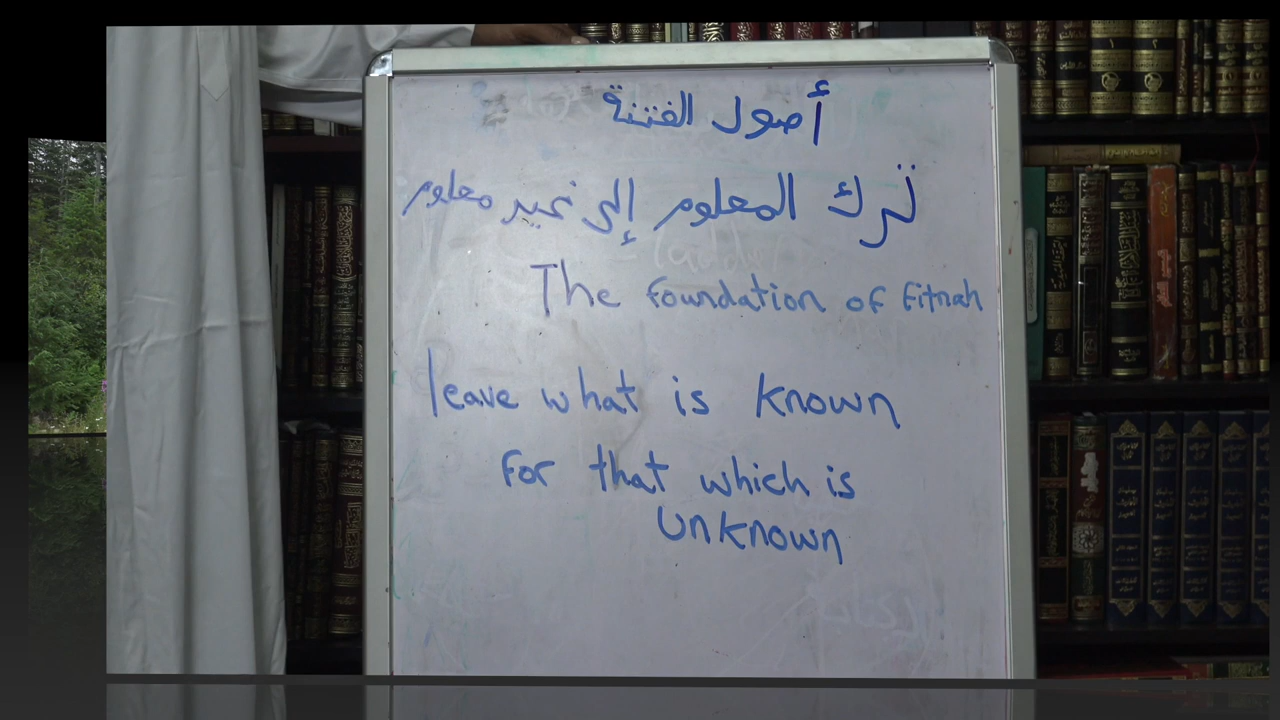 أصول الفتنة
ترك المعلوم إلى غير معلوم
The Foundation of Fitnah
leave what is known
For that which is
unknown